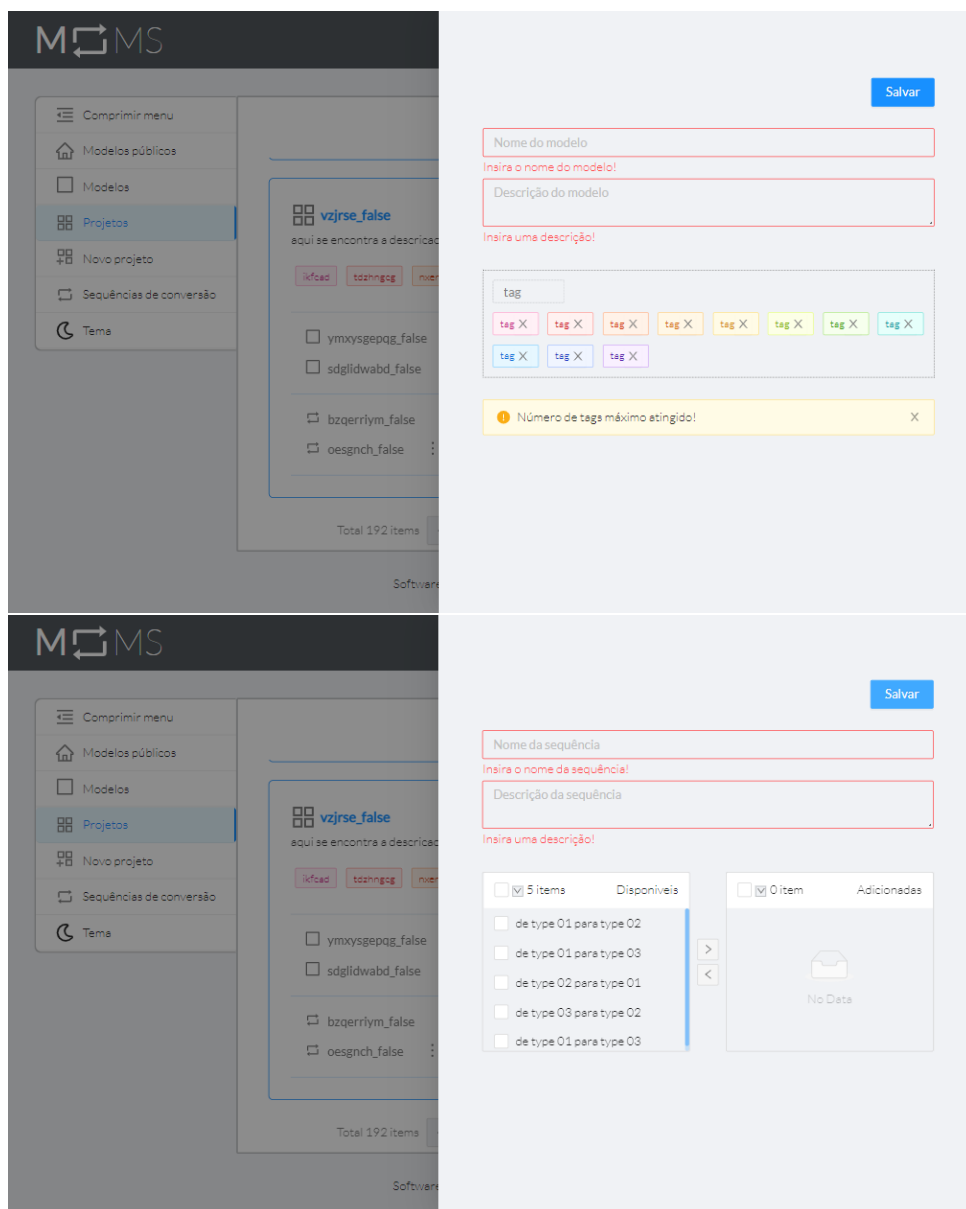 MMS
Salvar
Comprimir menu
Modelos públicos
Modelos
Projetos
Novo projeto
Sequências de conversão
Tema
vzjrse_false
aqui se encontra a descricao
ikfcad tdzhngcg nxer
ymxysgepqg_false
sdglidwabd_false
bzqerriym_false
oesgnch_false
Total 192 items
Software
Nome do modelo
Insira o nome do modelo!
Descrição do modelo
Insira uma descrição!
tag
tag tag tag tag tag tag tag tag
tag tag tag
Número de tags máximo atingido!
MMS
Salvar
Comprimir menu
Modelos públicos
Modelos
Projetos
Novo projeto
Sequências de conversão
Tema
vzjrse_false
aqui se encontra a descricao
ikfcad tdzhngcg nxer
ymxysgepqg_false
sdglidwabd_false
bzqerriym_false
oesgnch_false
Total 192 items
Software
Nome da sequência
Insira o nome da sequência!
Descrição da sequência
Insira uma descrição!
5 items Disponiveis
de type 01 para type 02
de type 01 para type 03
de type 02 para type 01
de type 03 para type 02
de type 01 para type 03
0 item Adicionadas
No Data